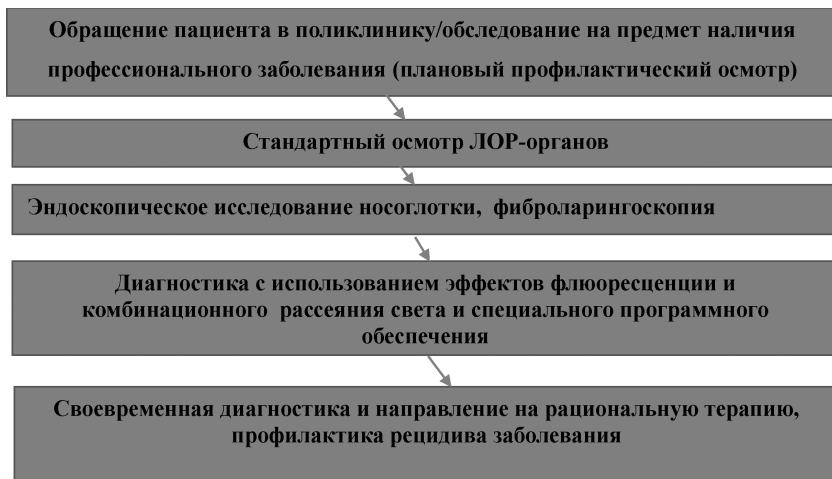 Обращение пациента в поликлинику/обследование на предмет наличия
профессионального заболевания (плановый профилактический осмотр)
Стандартный осмотр ЛОР-органов
Эндоскопическое исследование носоглотки, фиброларингоскопия
Диагностика с использованием эффектов флюоресценции и
комбинационного рассеяния света и специального программного
обеспечения
Своевременная диагностика и направление на рациональную терапию,
профилактика рецидива заболевания